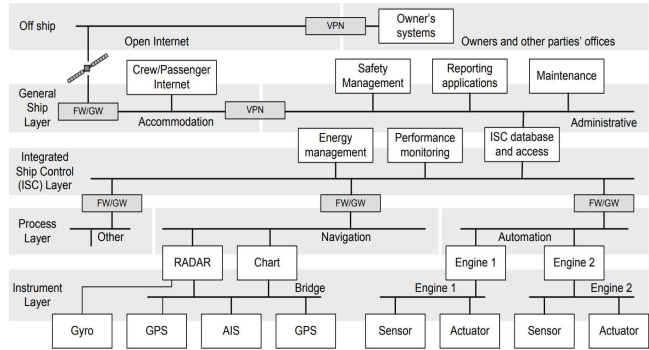 Off ship
Open Internet
VPN
Owner's
systems
Owners and other parties' offices
General
Ship
Layer
FW/GW
Crew/Passenger
Internet
Accommodation
VPN
Safety
Management
Reporting
applications
Maintenance
Administrative
Integrated
Ship Control
(ISC) Layer
Energy
management
Performance
monitoring
ISC database
and access
FW/GW
FW/GW
FW/GW
Process
Layer
Other
Navigation
Automation
RADAR
Chart
Engine 1
Engine 2
Instrument
Layer
Bridge
Engine 1
Engine 2
Gyro
GPS
AIS
GPS
Sensor
Actuator
Sensor
Actuator